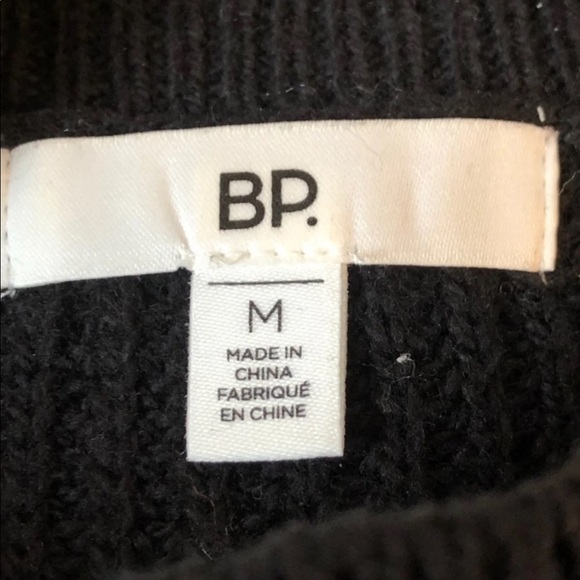 BP.
M
MADE IN
CHINA
FABRIQUÉ
EN CHINE